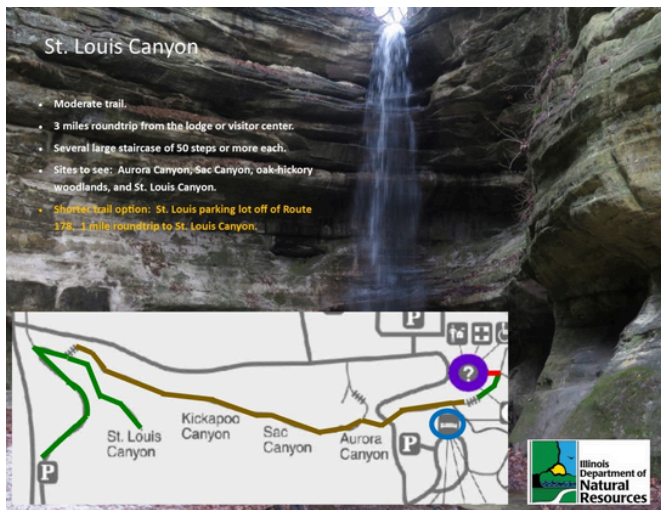 St. Louis Canyon
• Moderate trail.
• 3 miles roundtrip from the lodge or visitor center.
• Several large staircase of 50 steps or more each.
• Sites to see: Aurora Canyon, Sac Canyon, oak-hickory
woodlands, and St. Louis Canyon.
• Shorter trail option: St. Louis parking lot off of Route
178. 1 mile roundtrip to St. Louis Canyon.
P
?
St. Louis
Canyon
Kickapoo
Canyon
Sac
Canyon
Aurora
Canyon
P
P
Illinois
Department of
Natural
Resources